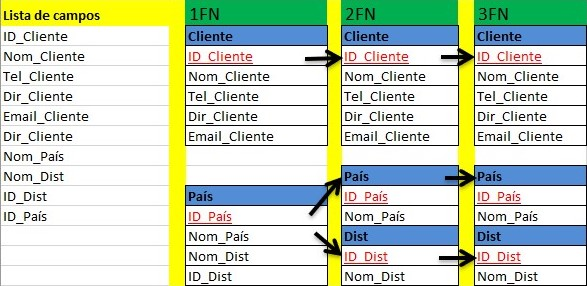 Lista de campos 1FN 2FN 3FN
ID_Cliente Cliente Cliente Cliente
Nom_Cliente ID_Cliente ID_Cliente ID_Cliente
Tel_Cliente Nom_Cliente Nom_Cliente Nom_Cliente
Dir_Cliente Tel_Cliente Tel_Cliente Tel_Cliente
Email_Cliente Dir_Cliente Dir_Cliente Dir_Cliente
Dir_Cliente Email_Cliente Email_Cliente Email_Cliente
Nom_País
Nom_Dist País País
ID_Dist País ID_País ID_País
ID_País ID_País Nom_País Nom_País
Nom_País Dist Dist
Nom_Dist ID_Dist ID_Dist
ID_Dist Nom_Dist Nom_Dist